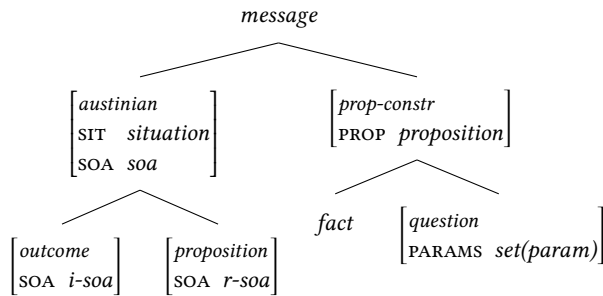 message
austinian
SIT situation
SOA soa
prop-constr
PROP proposition
outcome
SOA i-soa
proposition
SOA r-soa
fact
question
PARAMS set(param)